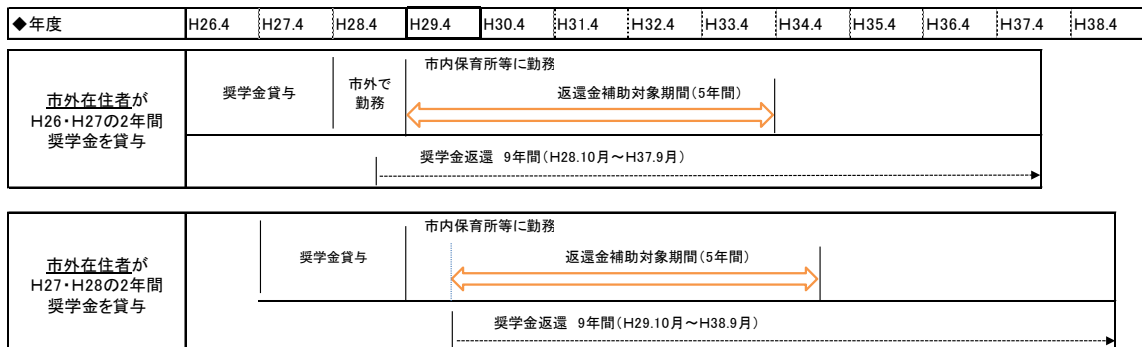 ◆年度 H26.4 H27.4 H28.4 H29.4 H30.4 H31.4 H32.4 H33.4 H34.4 H35.4 H36.4 H37.4 H38.4
市外在住者が
H26・H27の2年間
奨学金を貸与
奨学金貸与
市外で
勤務
市内保育所等に勤務
返還金補助対象期間(5年間)
奨学金返還 9年間(H28.10月～H37.9月)
市外在住者が
H27・H28の2年間
奨学金を貸与
奨学金貸与
市内保育所等に勤務
返還金補助対象期間(5年間)
奨学金返還 9年間(H29.10月～H38.9月)